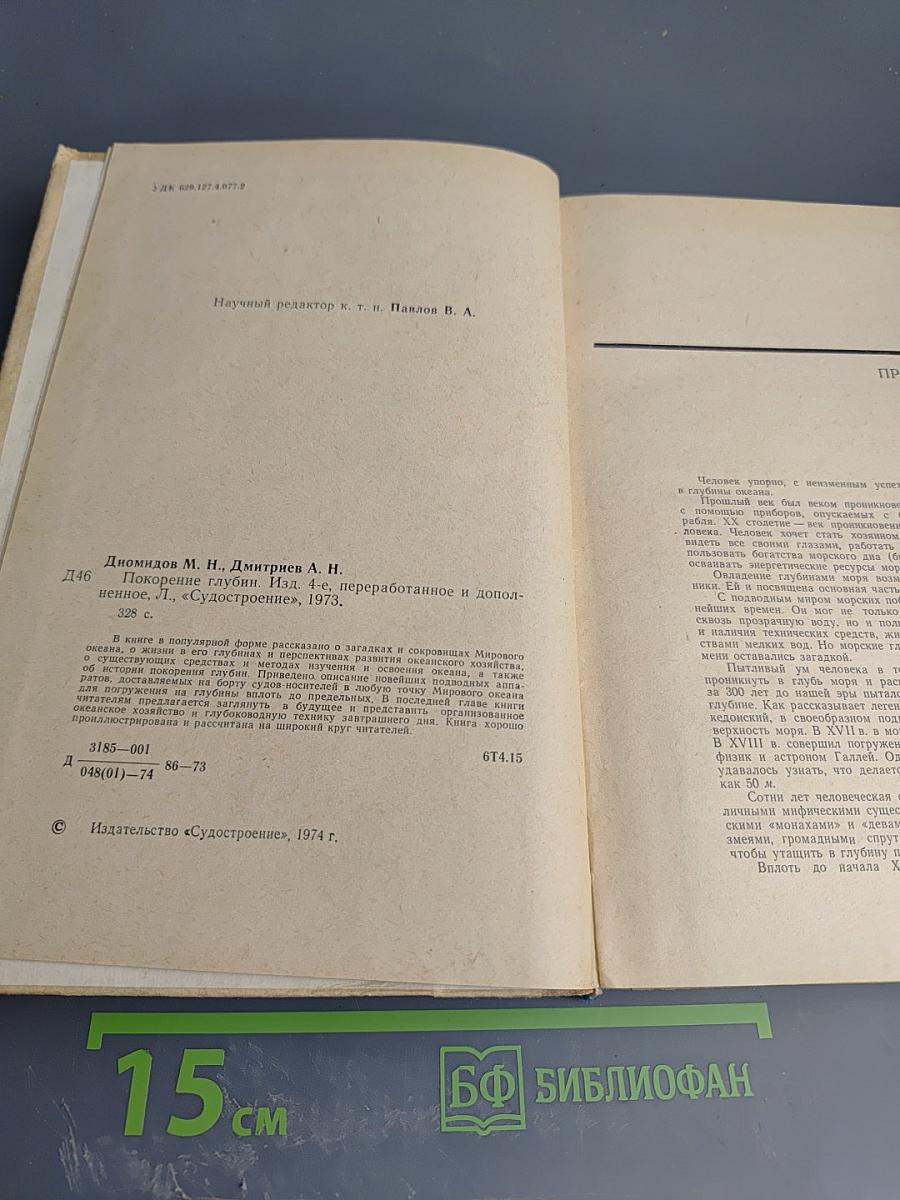 УДК 629.127.4.077.2
Научный редактор к. т. н. Павлов В. А.
Диомидов М. Н., Дмитриев А. Н.
Д46
Покорение глубин. Изд. 4-е, переработанное и допол-
ненное, Л., «Судостроение», 1973.
328 с.
В книге в популярной форме рассказано о загадках и сокровищах Мирового
океана, о жизни в его глубинах и перспективах развития океанского хозяйства,
о существующих средствах и методах изучения и освоения океана, а также
об истории покорения глубин. Приведено описание новейших подводных аппа-
ратов, доставляемых на борту судов-носителей в любую точку Мирового океана
для погружения на глубины вплоть до предельных. В последней главе книги
читателям предлагается заглянуть в будущее и представить организованное
океанское хозяйство и глубоководную технику завтрашнего дня. Книга хорошо
проиллюстрирована и рассчитана на широкий круг читателей.
Д 3185—001
048(01)—74 86—73
6Т4.15
© Издательство «Судостроение», 1974 г.
ПР
Человек упорно, с неизменным успех
в глубины океана.
Прошлый век был веком проникнове
с помощью приборов, опускаемых с
рабля. XX столетие — век проникновени
ловека. Человек хочет стать хозяином
видеть все своими глазами, работать
пользовать богатства морского дна (б
осваивать энергетические ресурсы мор
Овладение глубинами моря возм
ники. Ей и посвящена основная часть
С подводным миром морских поб
нейших времен. Он мог не только
сквозь прозрачную воду, но и пол
и наличия технических средств, жи
ствами мелких вод. Но морские гл
мени оставались загадкой.
Пытливый ум человека в т
проникнуть в глубь моря и рас
за 300 лет до нашей эры пытал
глубине. Как рассказывает леген
кедонский, в своеобразном под
верхность моря. В XVII в. в мо
В XVIII в. совершил погружен
физик и астроном Галлей. Од
удавалось узнать, что делаетс
как 50 м.
Сотни лет человеческая
личными мифическими сущес
скими «монахами» и «девам
змеями, громадными спрут
чтобы утащить в глубину п
Вплоть до начала X
15 см
БФ БИБЛИОФАН